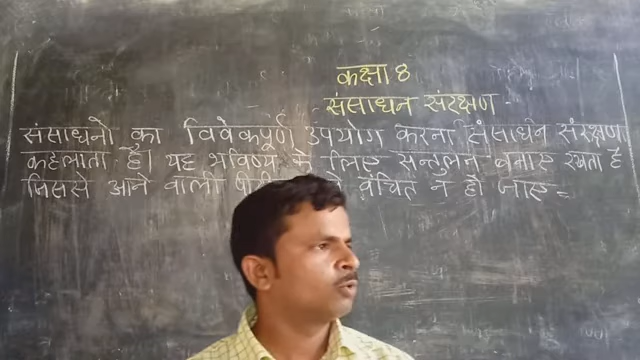 कक्षा 8
संसाधन संरक्षण
संसाधनो का विवेकपूर्ण उपयोग करना संसाधन संरक्षण
कहलाता है। यह भविष्य के लिए सन्तुलन बनाए रखता है
जिससे आने वाली वंचित न हो जाए